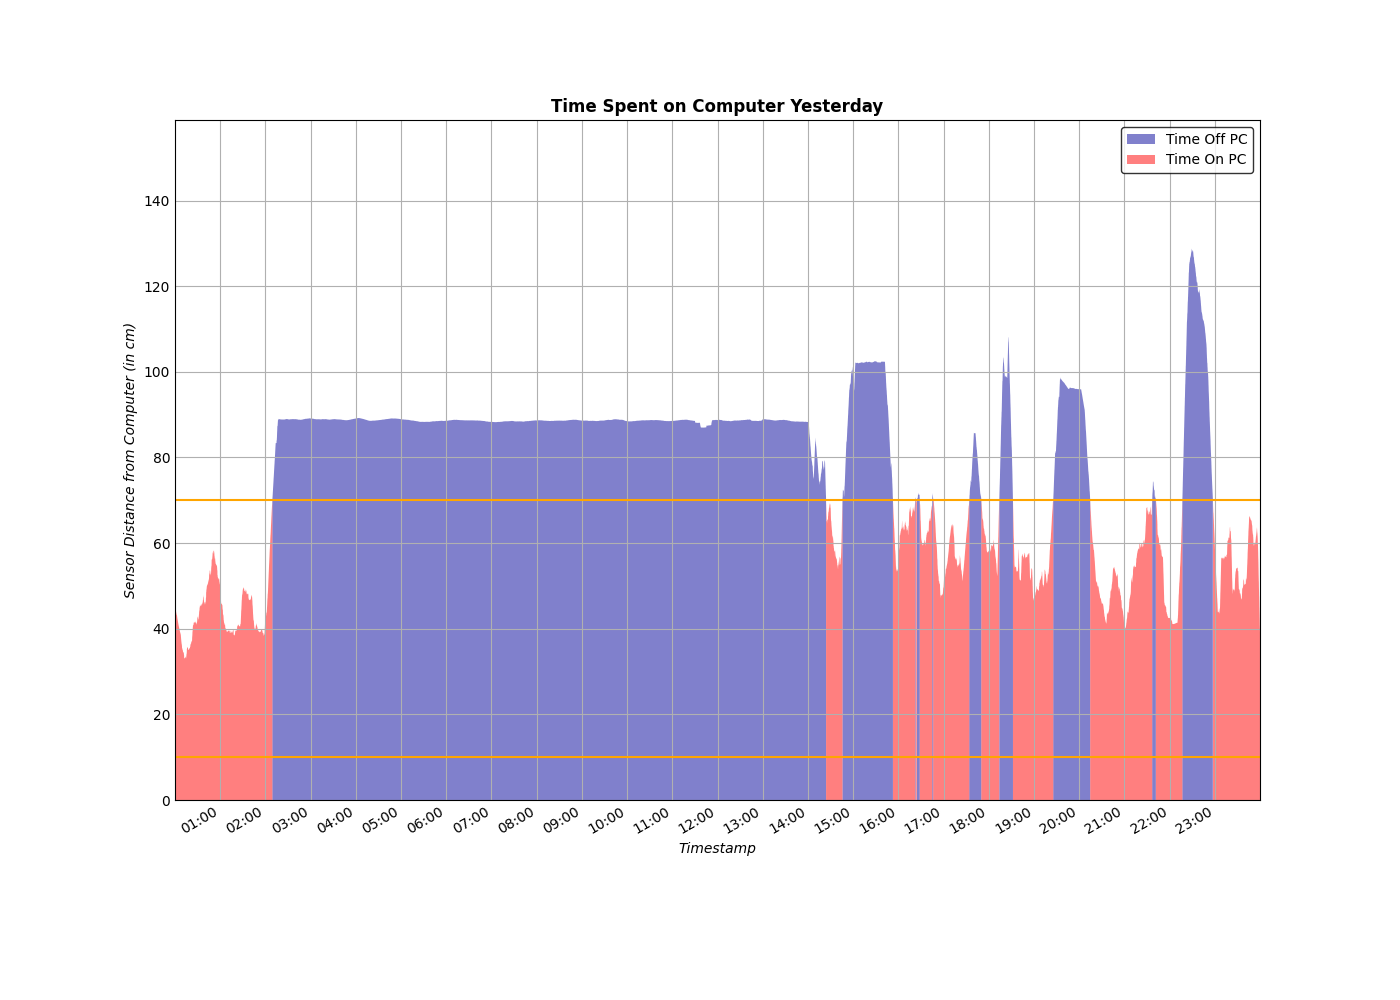 Time Spent on Computer Yesterday
Time Off PC
Time On PC
140
120
100
80
60
40
20
0
Sensor Distance from Computer (in cm)
01:00 02:00 03:00 04:00 05:00 06:00 07:00 08:00 09:00 10:00 11:00 12:00 13:00 14:00 15:00 16:00 17:00 18:00 19:00 20:00 21:00 22:00 23:00
Timestamp